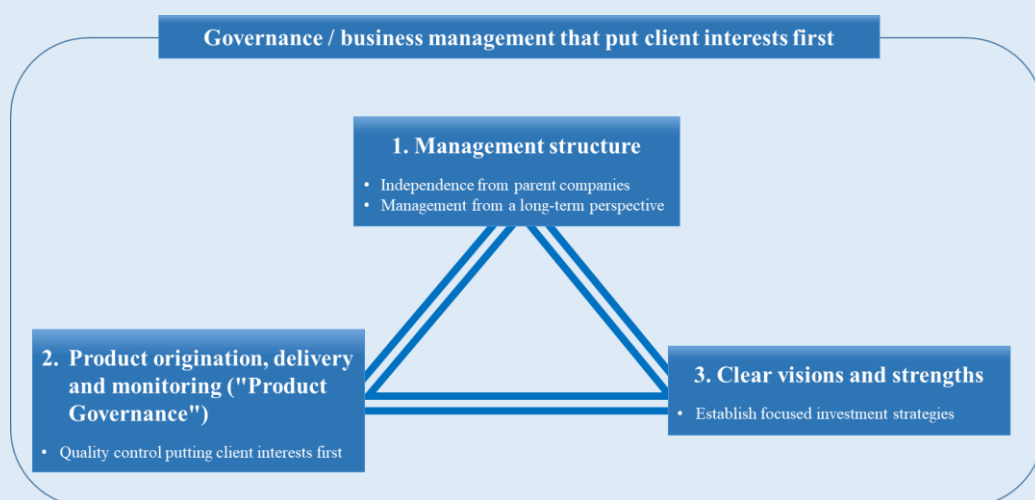 Governance / business management that put client interests first
1. Management structure
• Independence from parent companies
• Management from a long-term perspective
2. Product origination, delivery
and monitoring ("Product
Governance")
• Quality control putting client interests first
3. Clear visions and strengths
• Establish focused investment strategies